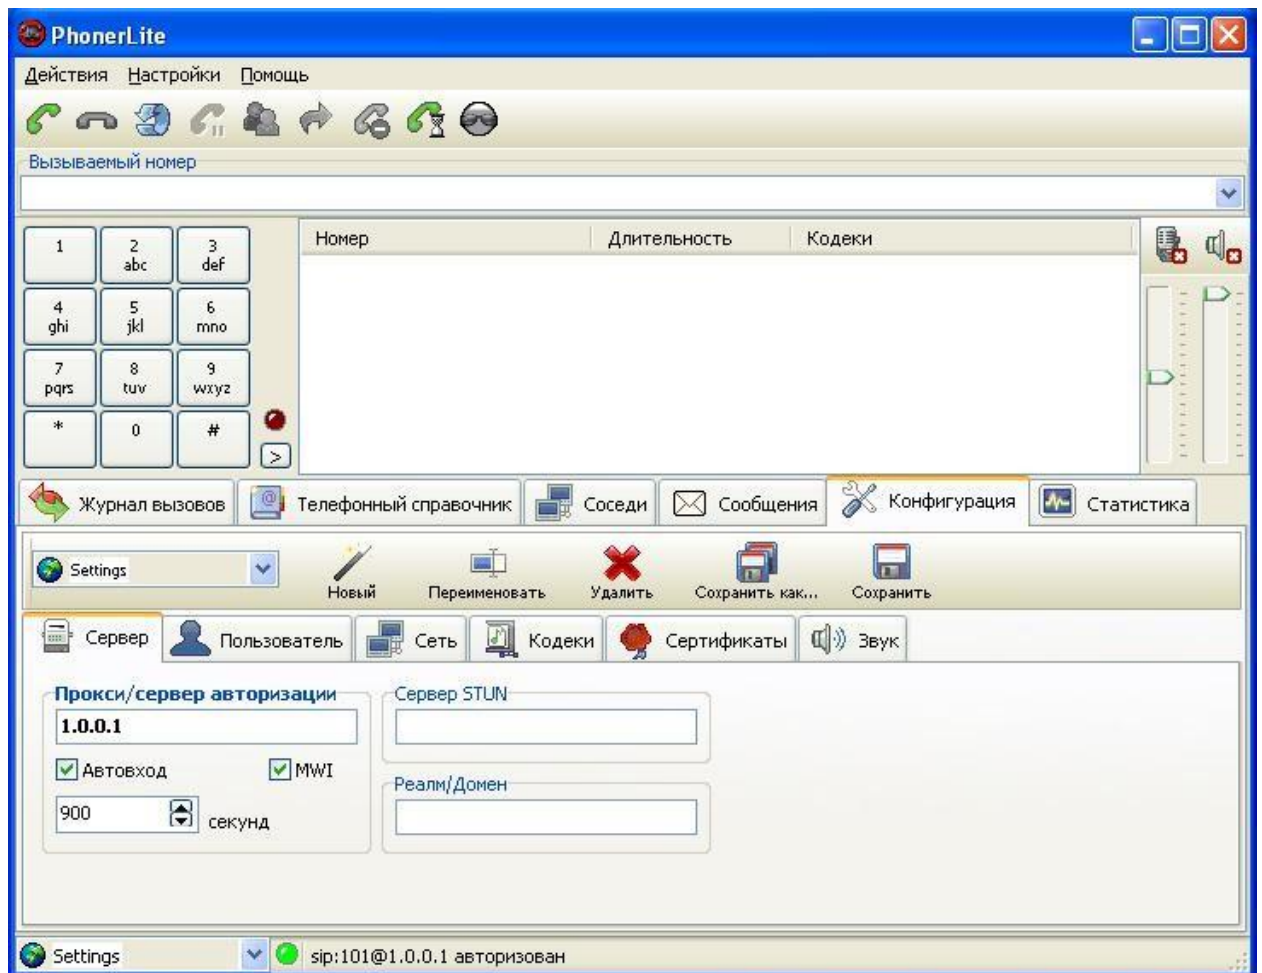 PhonerLite
Действия Настройки Помощь
Вызываемый номер
1 2 abc 3 def
4 ghi 5 jkl 6 mno
7 pqrs 8 tuv 9 wxyz
* 0 #
>
Номер Длительность Кодеки
Журнал вызовов Телефонный справочник Соседи Сообщения Конфигурация Статистика
Settings Новый Переименовать Удалить Сохранить как... Сохранить
Сервер Пользователь Сеть Кодеки Сертификаты Звук
Прокси/сервер авторизации Сервер STUN
1.0.0.1
Автовход MWI
Реалм/Домен
900 секунд
Settings sip:101@1.0.0.1 авторизован